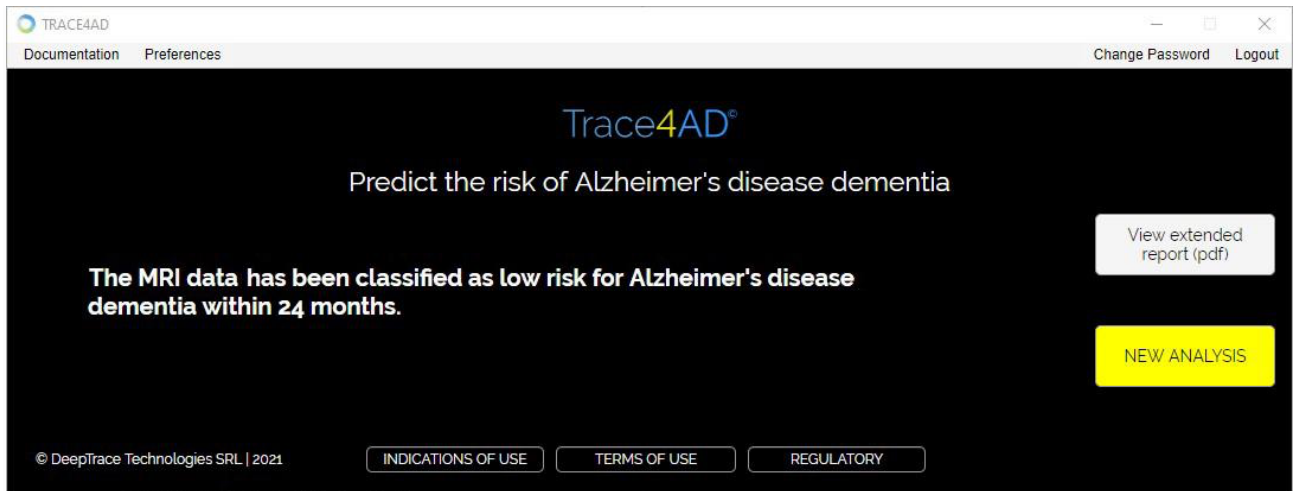 TRACE4AD
Documentation Preferences Change Password Logout
Trace4AD©
Predict the risk of Alzheimer's disease dementia
The MRI data has been classified as low risk for Alzheimer's disease
dementia within 24 months.
View extended
report (pdf)
NEW ANALYSIS
© DeepTrace Technologies SRL | 2021 INDICATIONS OF USE TERMS OF USE REGULATORY